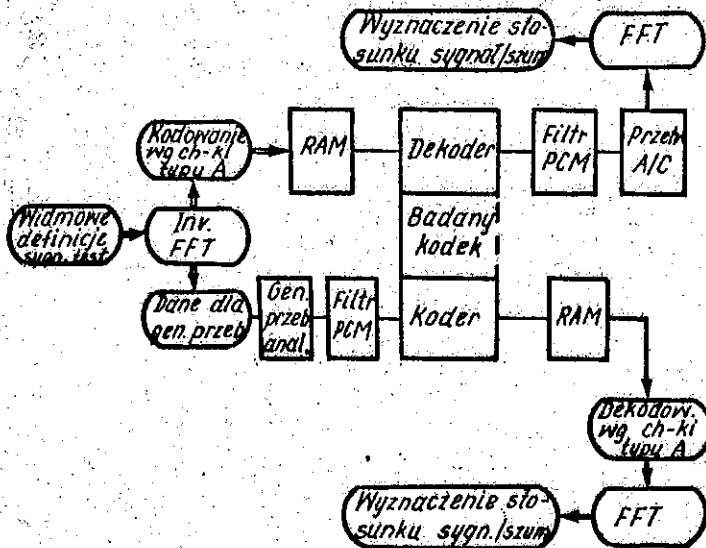 Wyznaczenie sto-
sunku sygnał/szum
FFT
Kodowanie
wg ch-ki
typu A
RAM
Dekoder
Filtr
PCM
Przetw
A/C
Widmowe
definicje
sygn. test
Inv.
FFT
Badany
kodek
Dane dla
gen. przeb
Gen.
przeb
anal.
Filtr
PCM
Koder
RAM
Dekodow.
wg ch-ki
typu A
Wyznaczenie sto-
sunku sygn./szum
FFT